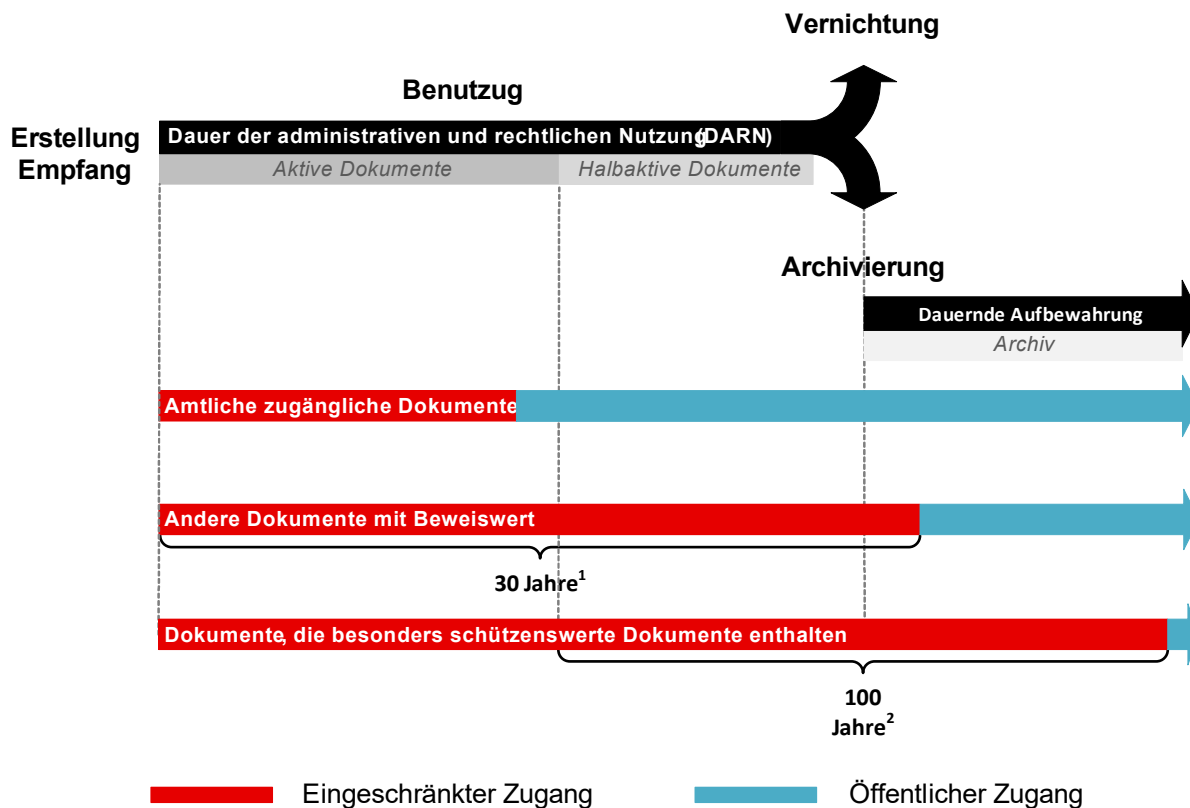 Vernichtung
Benutzug
Erstellung
Empfang
Dauer der administrativen und rechtlichen Nutzung (DARN)
Aktive Dokumente
Halbaktive Dokumente
Archivierung
Dauernde Aufbewahrung
Archiv
Amtliche zugängliche Dokumente
Andere Dokumente mit Beweiswert
30 Jahre¹
Dokumente, die besonders schützenswerte Dokumente enthalten
100
Jahre²
Eingeschränkter Zugang
Öffentlicher Zugang